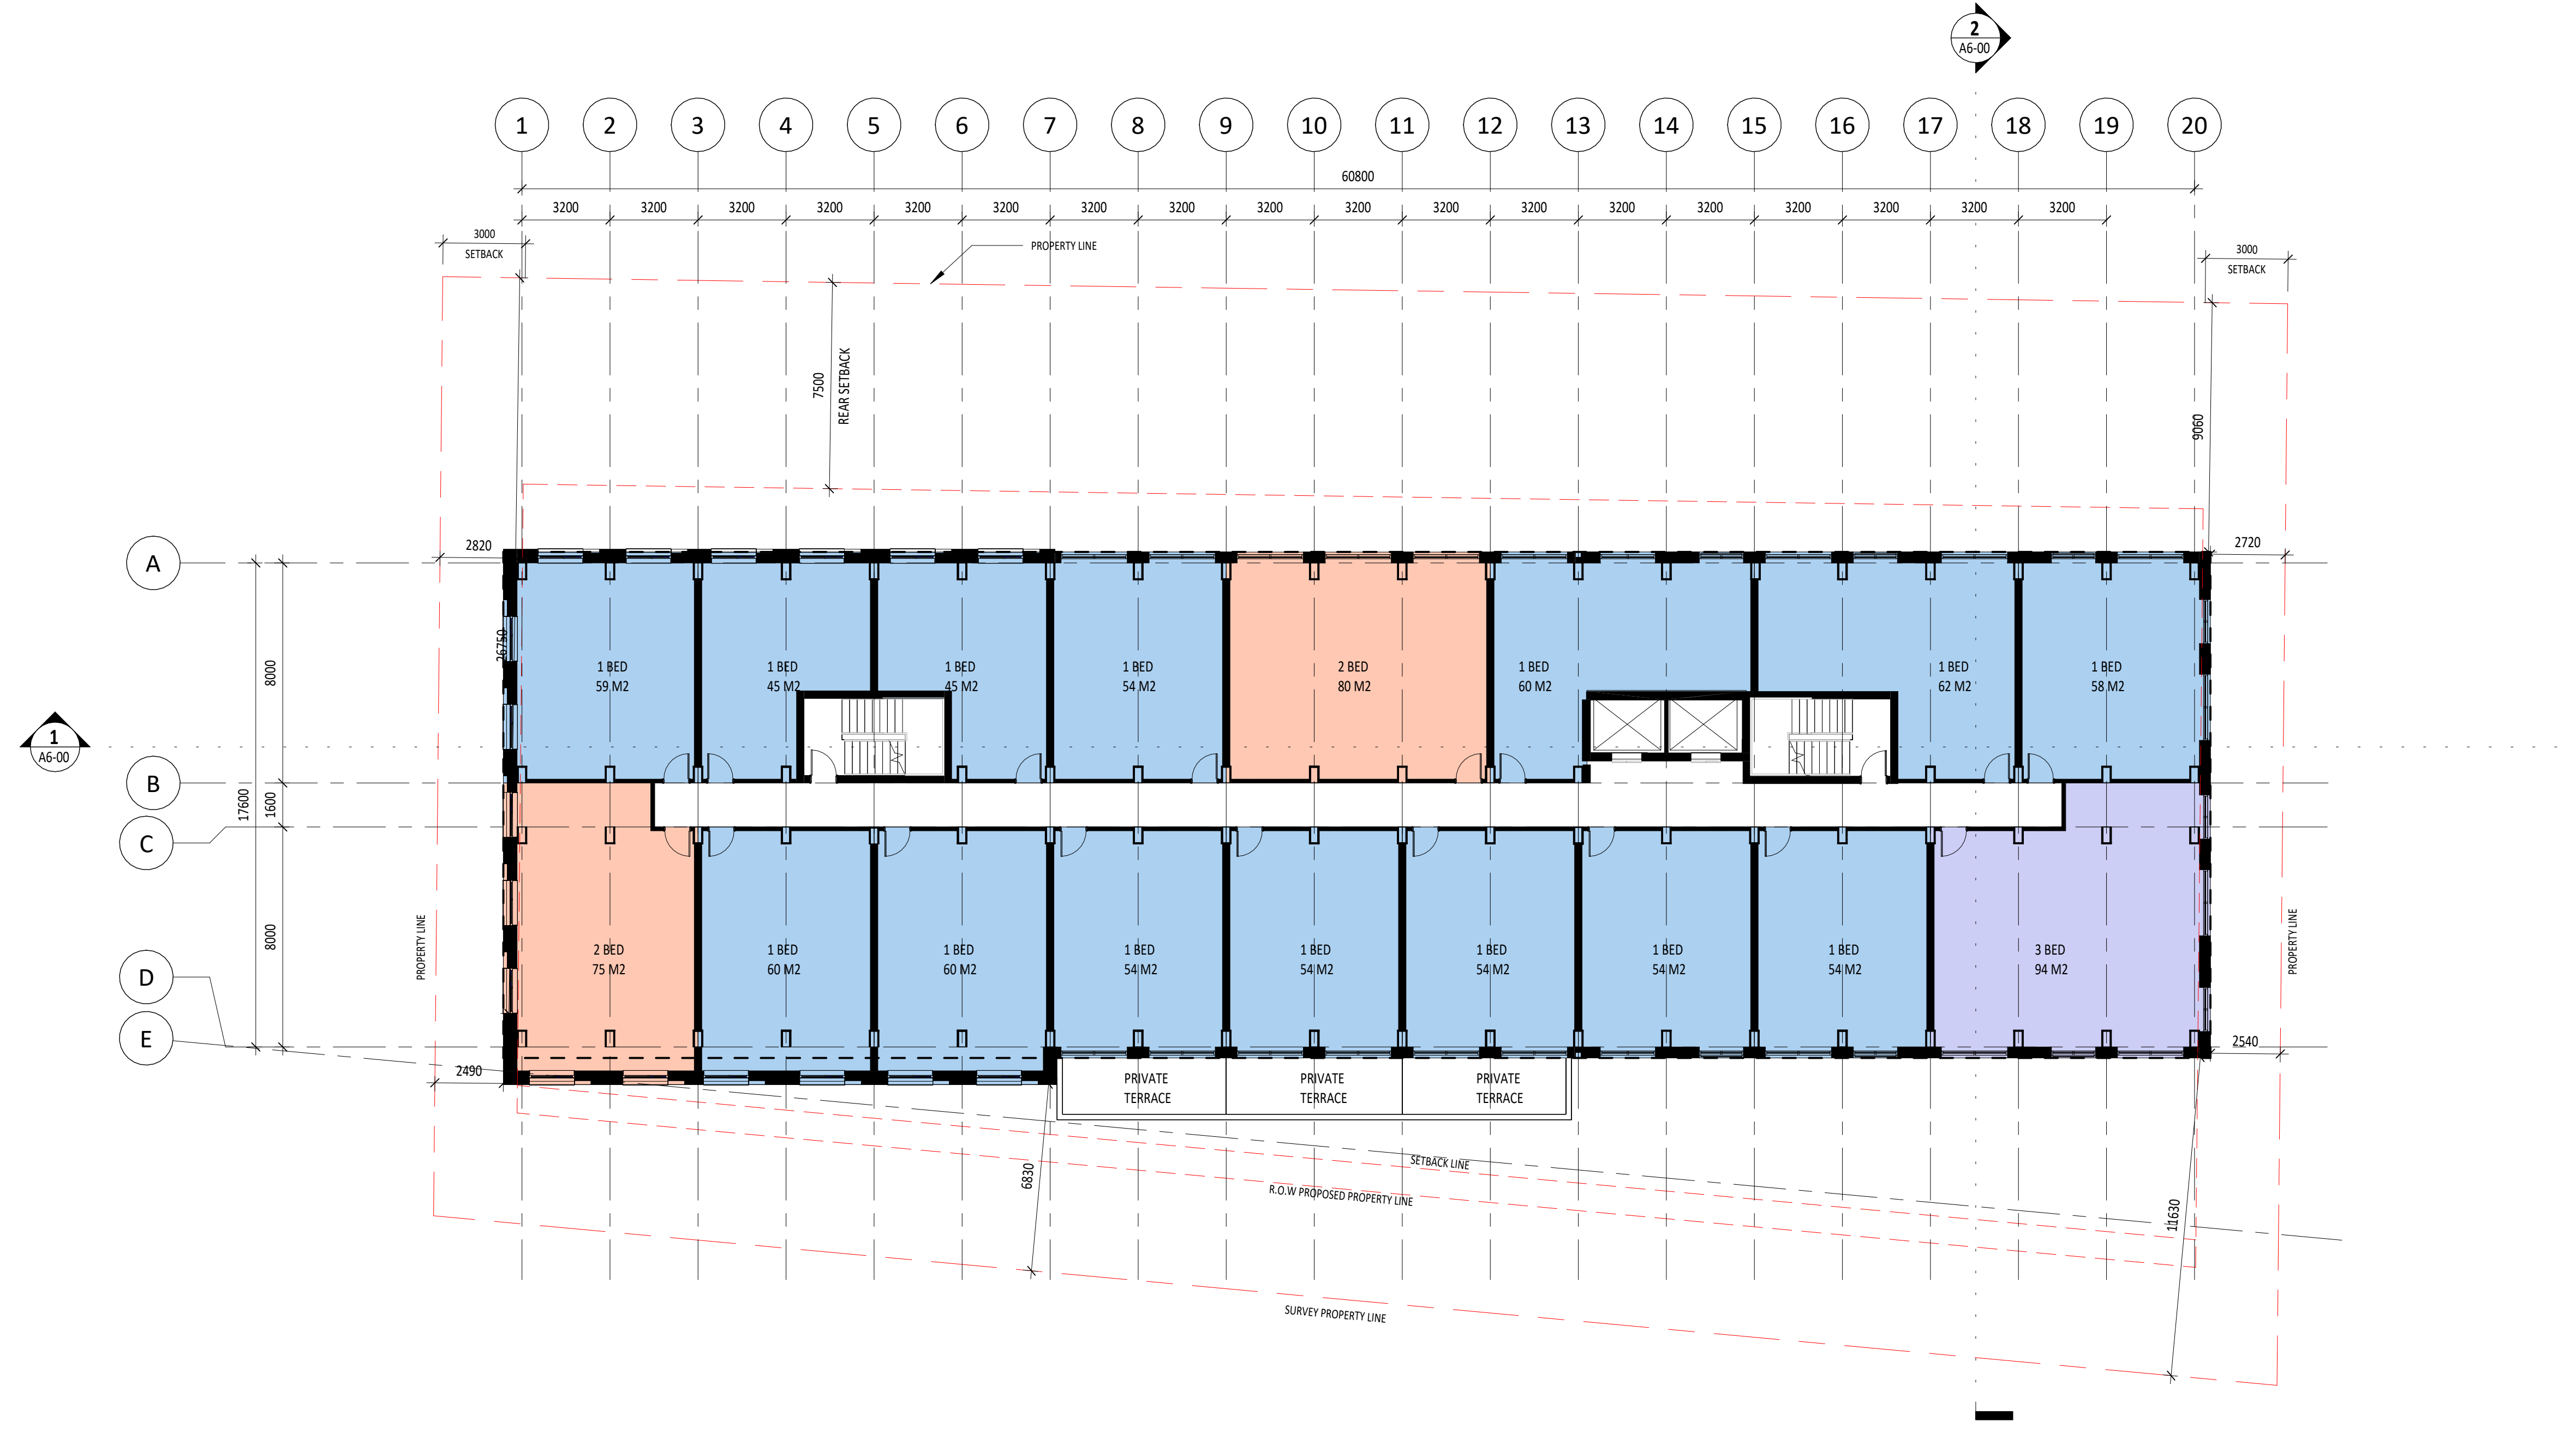 2
A6-00
1 2 3 4 5 6 7 8 9 10 11 12 13 14 15 16 17 18 19 20
60800
3200 3200 3200 3200 3200 3200 3200 3200 3200 3200 3200 3200 3200 3200 3200 3200 3200 3200
3000
SETBACK
PROPERTY LINE
3000
SETBACK
7500
REAR SETBACK
9060
A
2820
2720
26750
8000
1 BED
59 M2
1 BED
45 M2
1 BED
45 M2
1 BED
54 M2
2 BED
80 M2
1 BED
60 M2
1 BED
62 M2
1 BED
58 M2
1
A6-00
B
17600
1600
C
8000
PROPERTY LINE
2 BED
75 M2
1 BED
60 M2
1 BED
60 M2
1 BED
54 M2
1 BED
54 M2
1 BED
54 M2
1 BED
54 M2
1 BED
54 M2
3 BED
94 M2
PROPERTY LINE
D
E
2490
2540
PRIVATE
TERRACE
PRIVATE
TERRACE
PRIVATE
TERRACE
6830
SETBACK LINE
R.O.W PROPOSED PROPERTY LINE
11630
SURVEY PROPERTY LINE